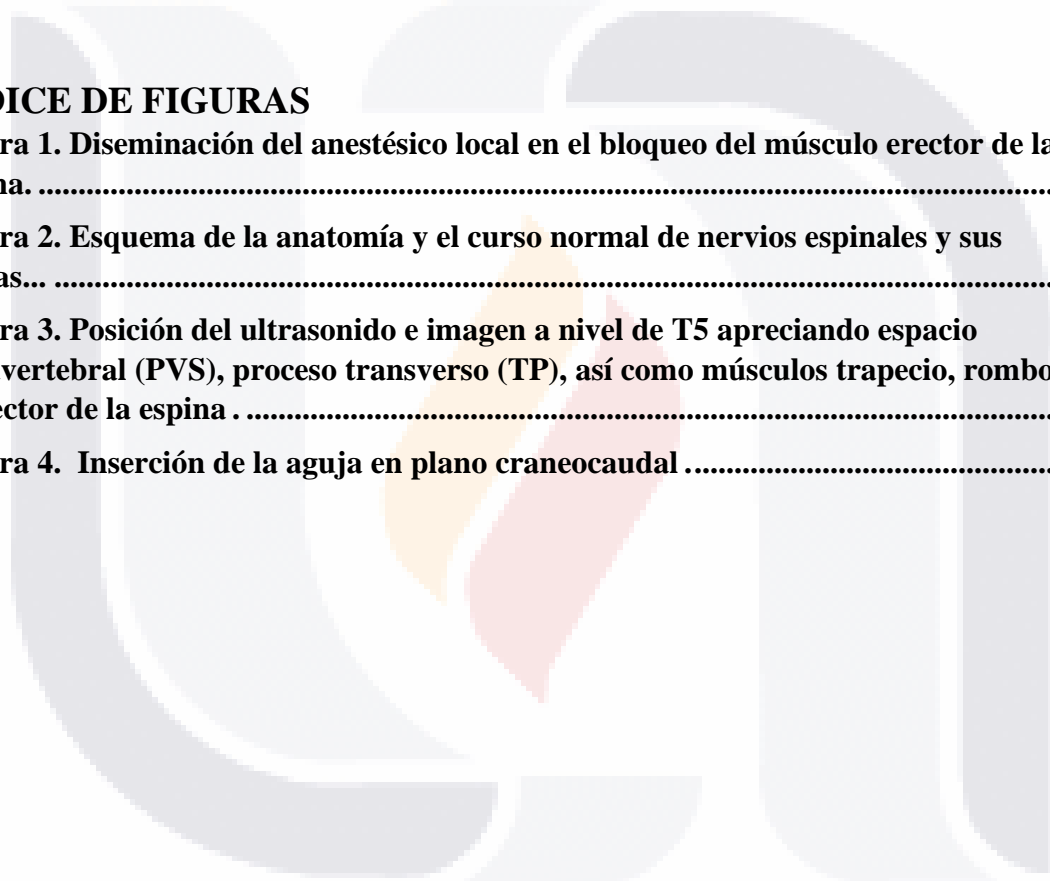 DICE DE FIGURAS
ra 1. Diseminación del anestésico local en el bloqueo del músculo erector de la
na. ........................................................................................................................
ra 2. Esquema de la anatomía y el curso normal de nervios espinales y sus
as... ......................................................................................................................
ra 3. Posición del ultrasonido e imagen a nivel de T5 apreciando espacio
vertebral (PVS), proceso transverso (TP), así como músculos trapecio, rombo
ector de la espina . ...............................................................................................
ra 4.  Inserción de la aguja en plano craneocaudal ...........................................